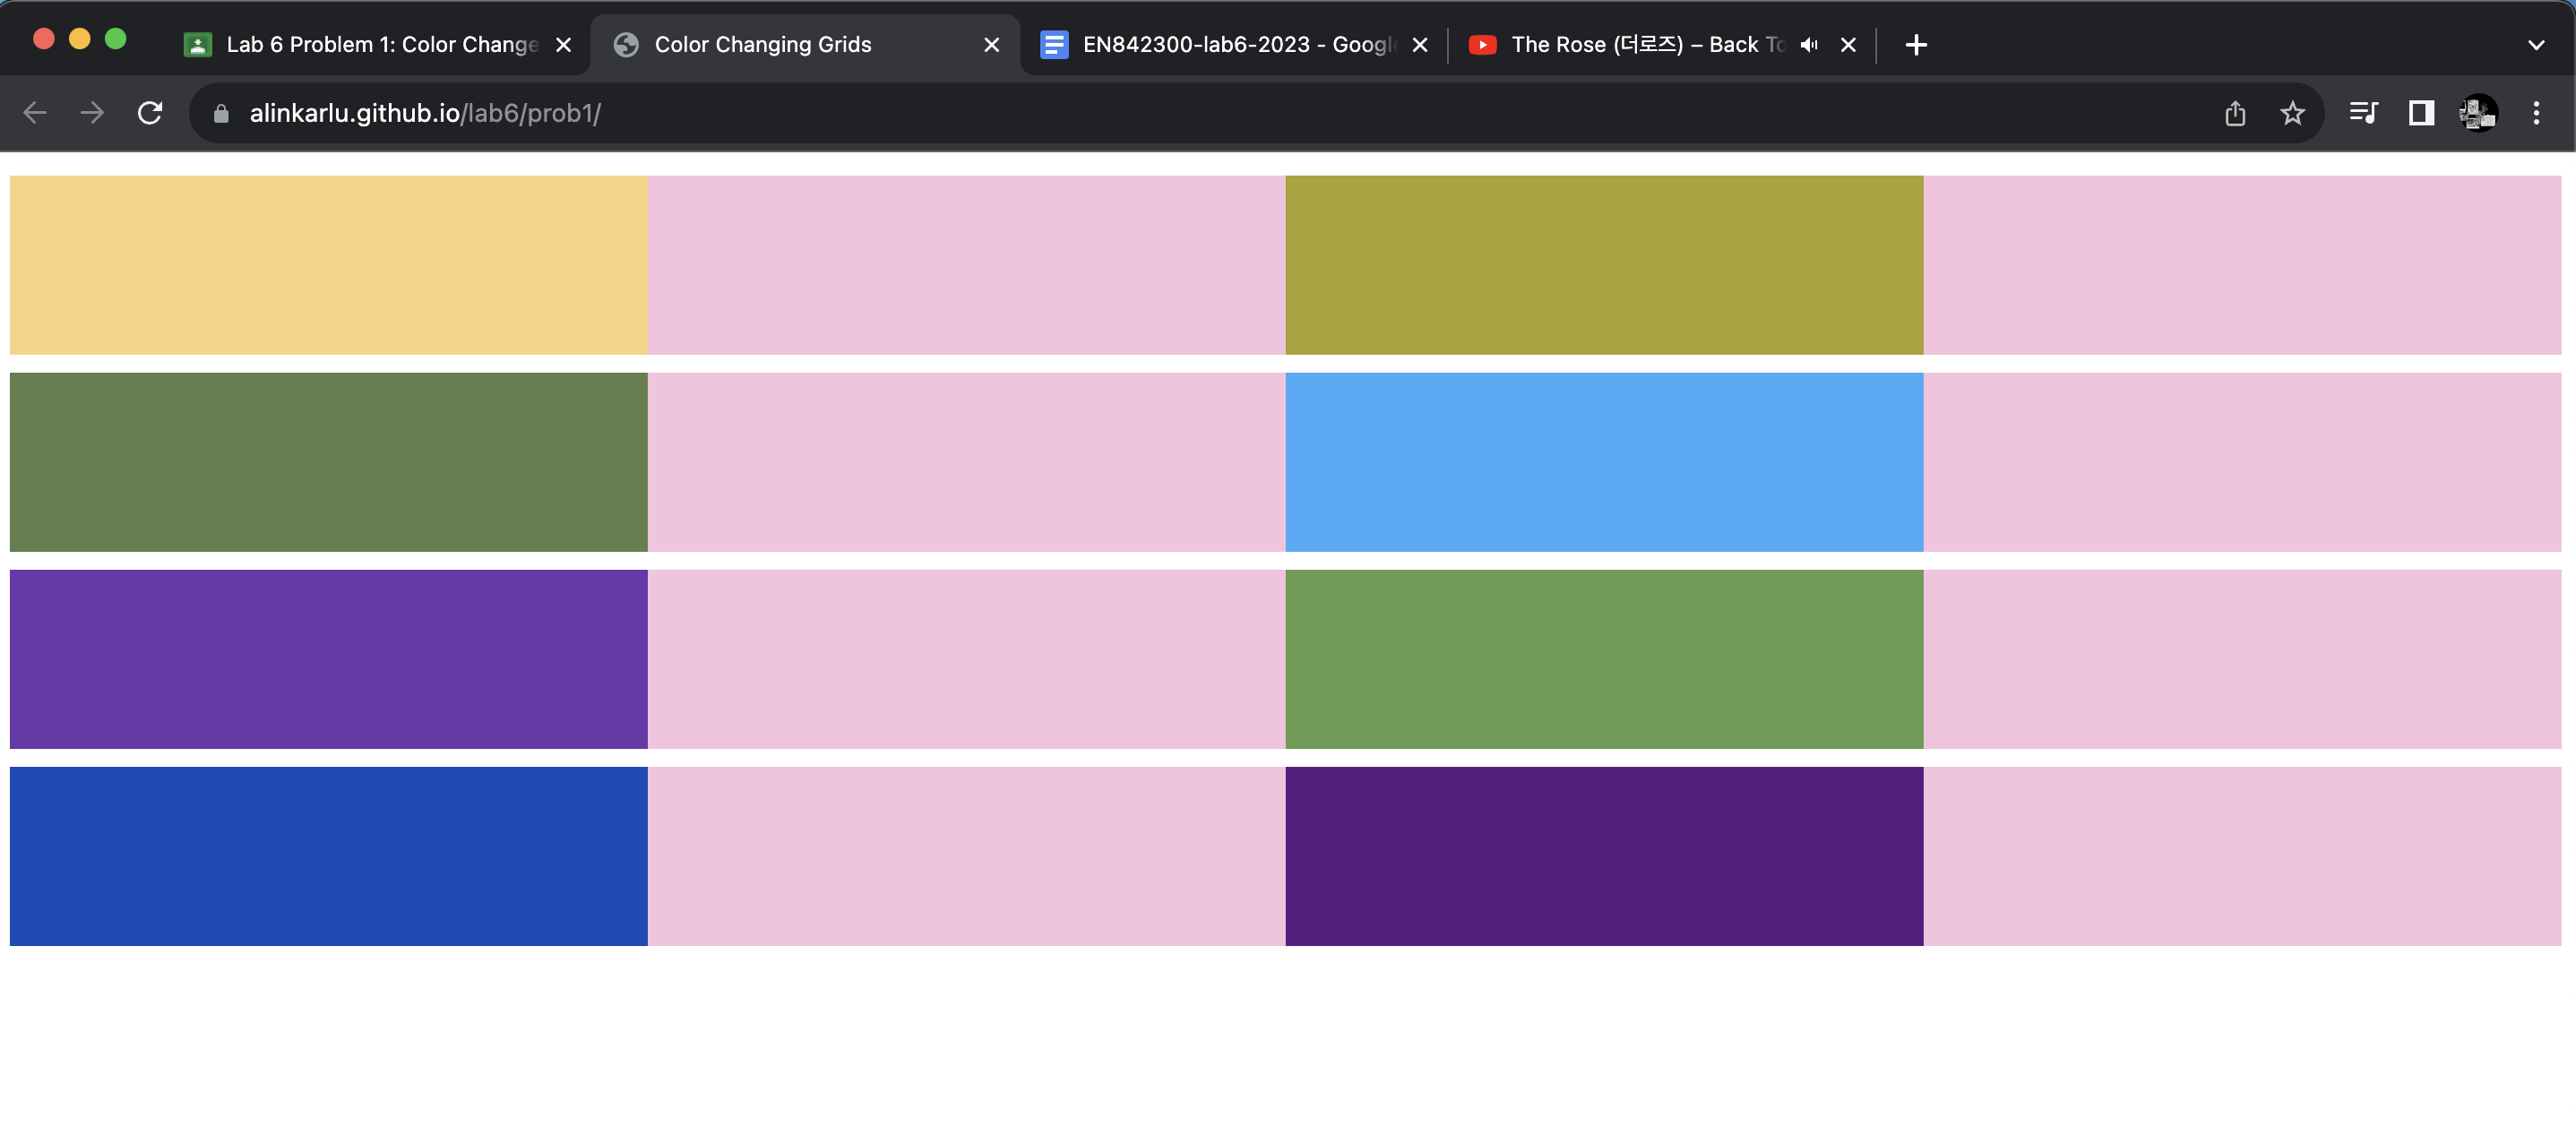 Lab 6 Problem 1: Color Change
Color Changing Grids
EN842300-lab6-2023 - Googl
The Rose (더로즈) – Back To
alinkarlu.github.io/lab6/prob1/